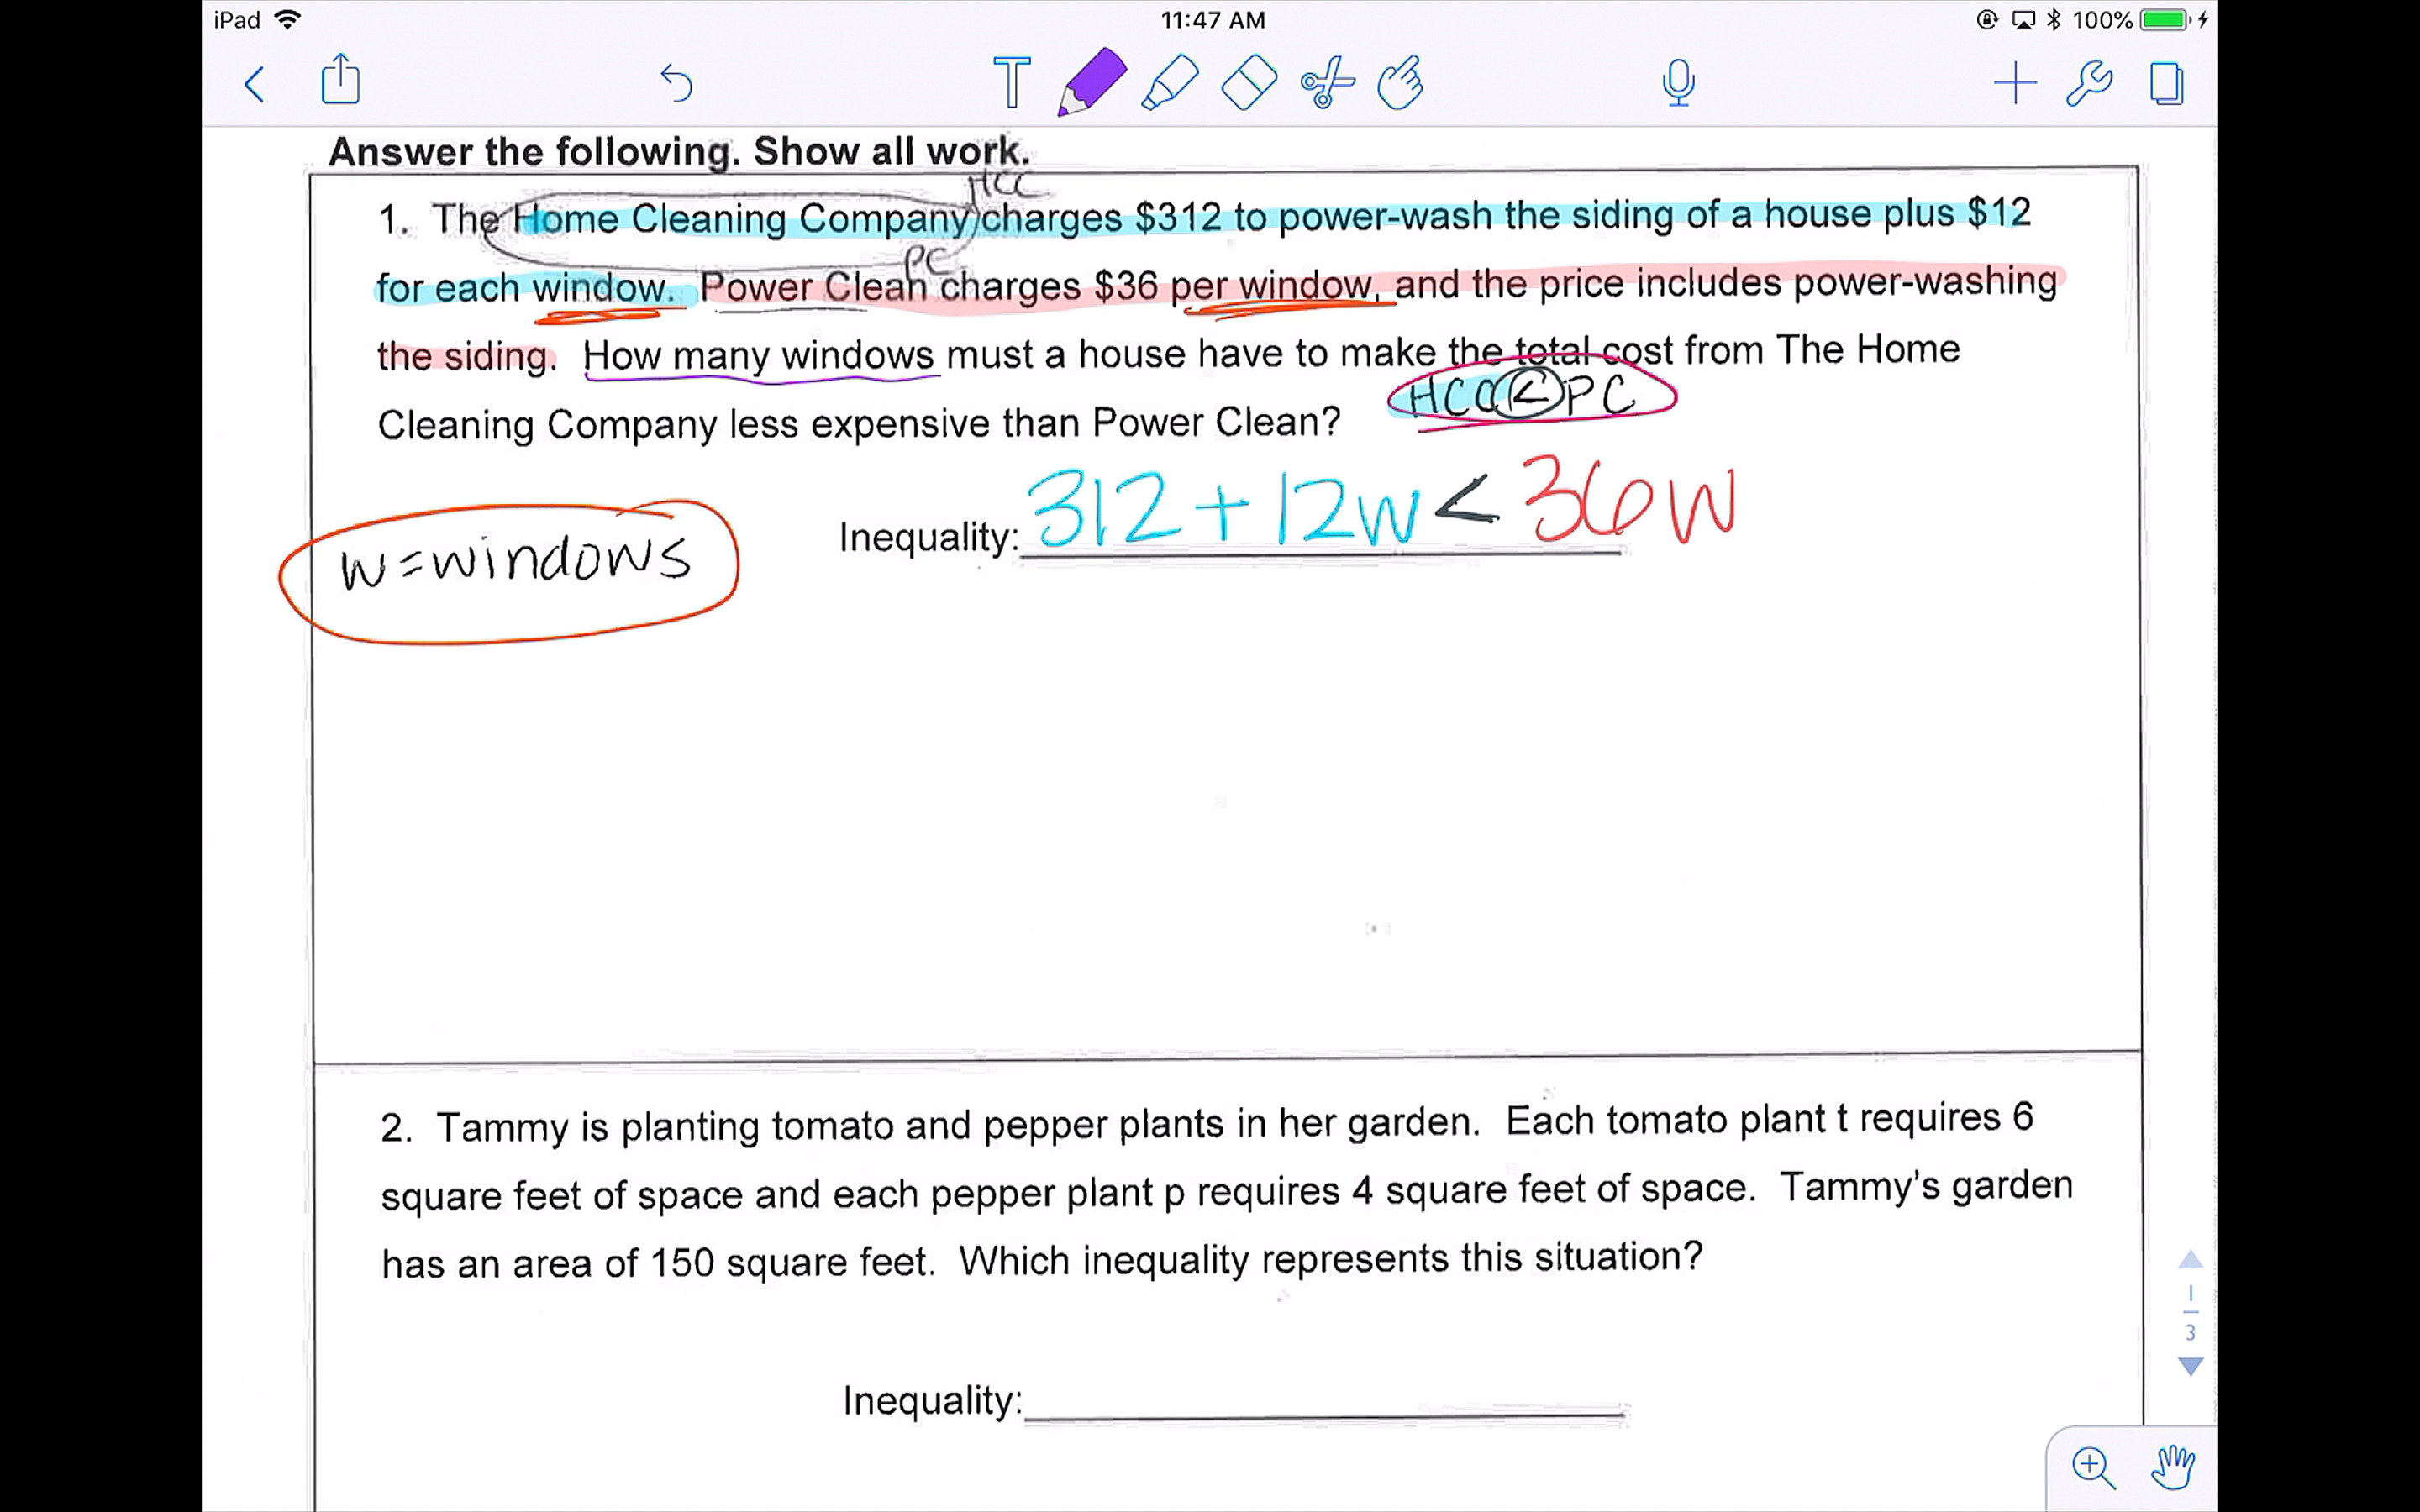 iPad 11:47 AM 100%
T
Answer the following. Show all work.
HCC
1. The Home Cleaning Company charges $312 to power-wash the siding of a house plus $12
PC
for each window. Power Clean charges $36 per window, and the price includes power-washing
the siding. How many windows must a house have to make the total cost from The Home
HCC<PC
Cleaning Company less expensive than Power Clean?
Inequality: 312 + 12w < 36w
w = windows
2. Tammy is planting tomato and pepper plants in her garden. Each tomato plant t requires 6
square feet of space and each pepper plant p requires 4 square feet of space. Tammy's garden
has an area of 150 square feet. Which inequality represents this situation?
1
3
Inequality: